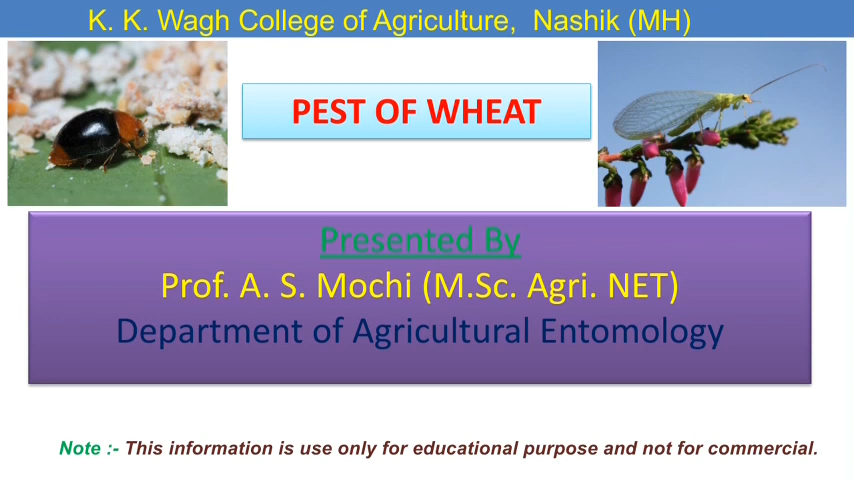 K. K. Wagh College of Agriculture, Nashik (MH)
PEST OF WHEAT
Presented By
Prof. A. S. Mochi (M.Sc. Agri. NET)
Department of Agricultural Entomology
Note :- This information is use only for educational purpose and not for commercial.